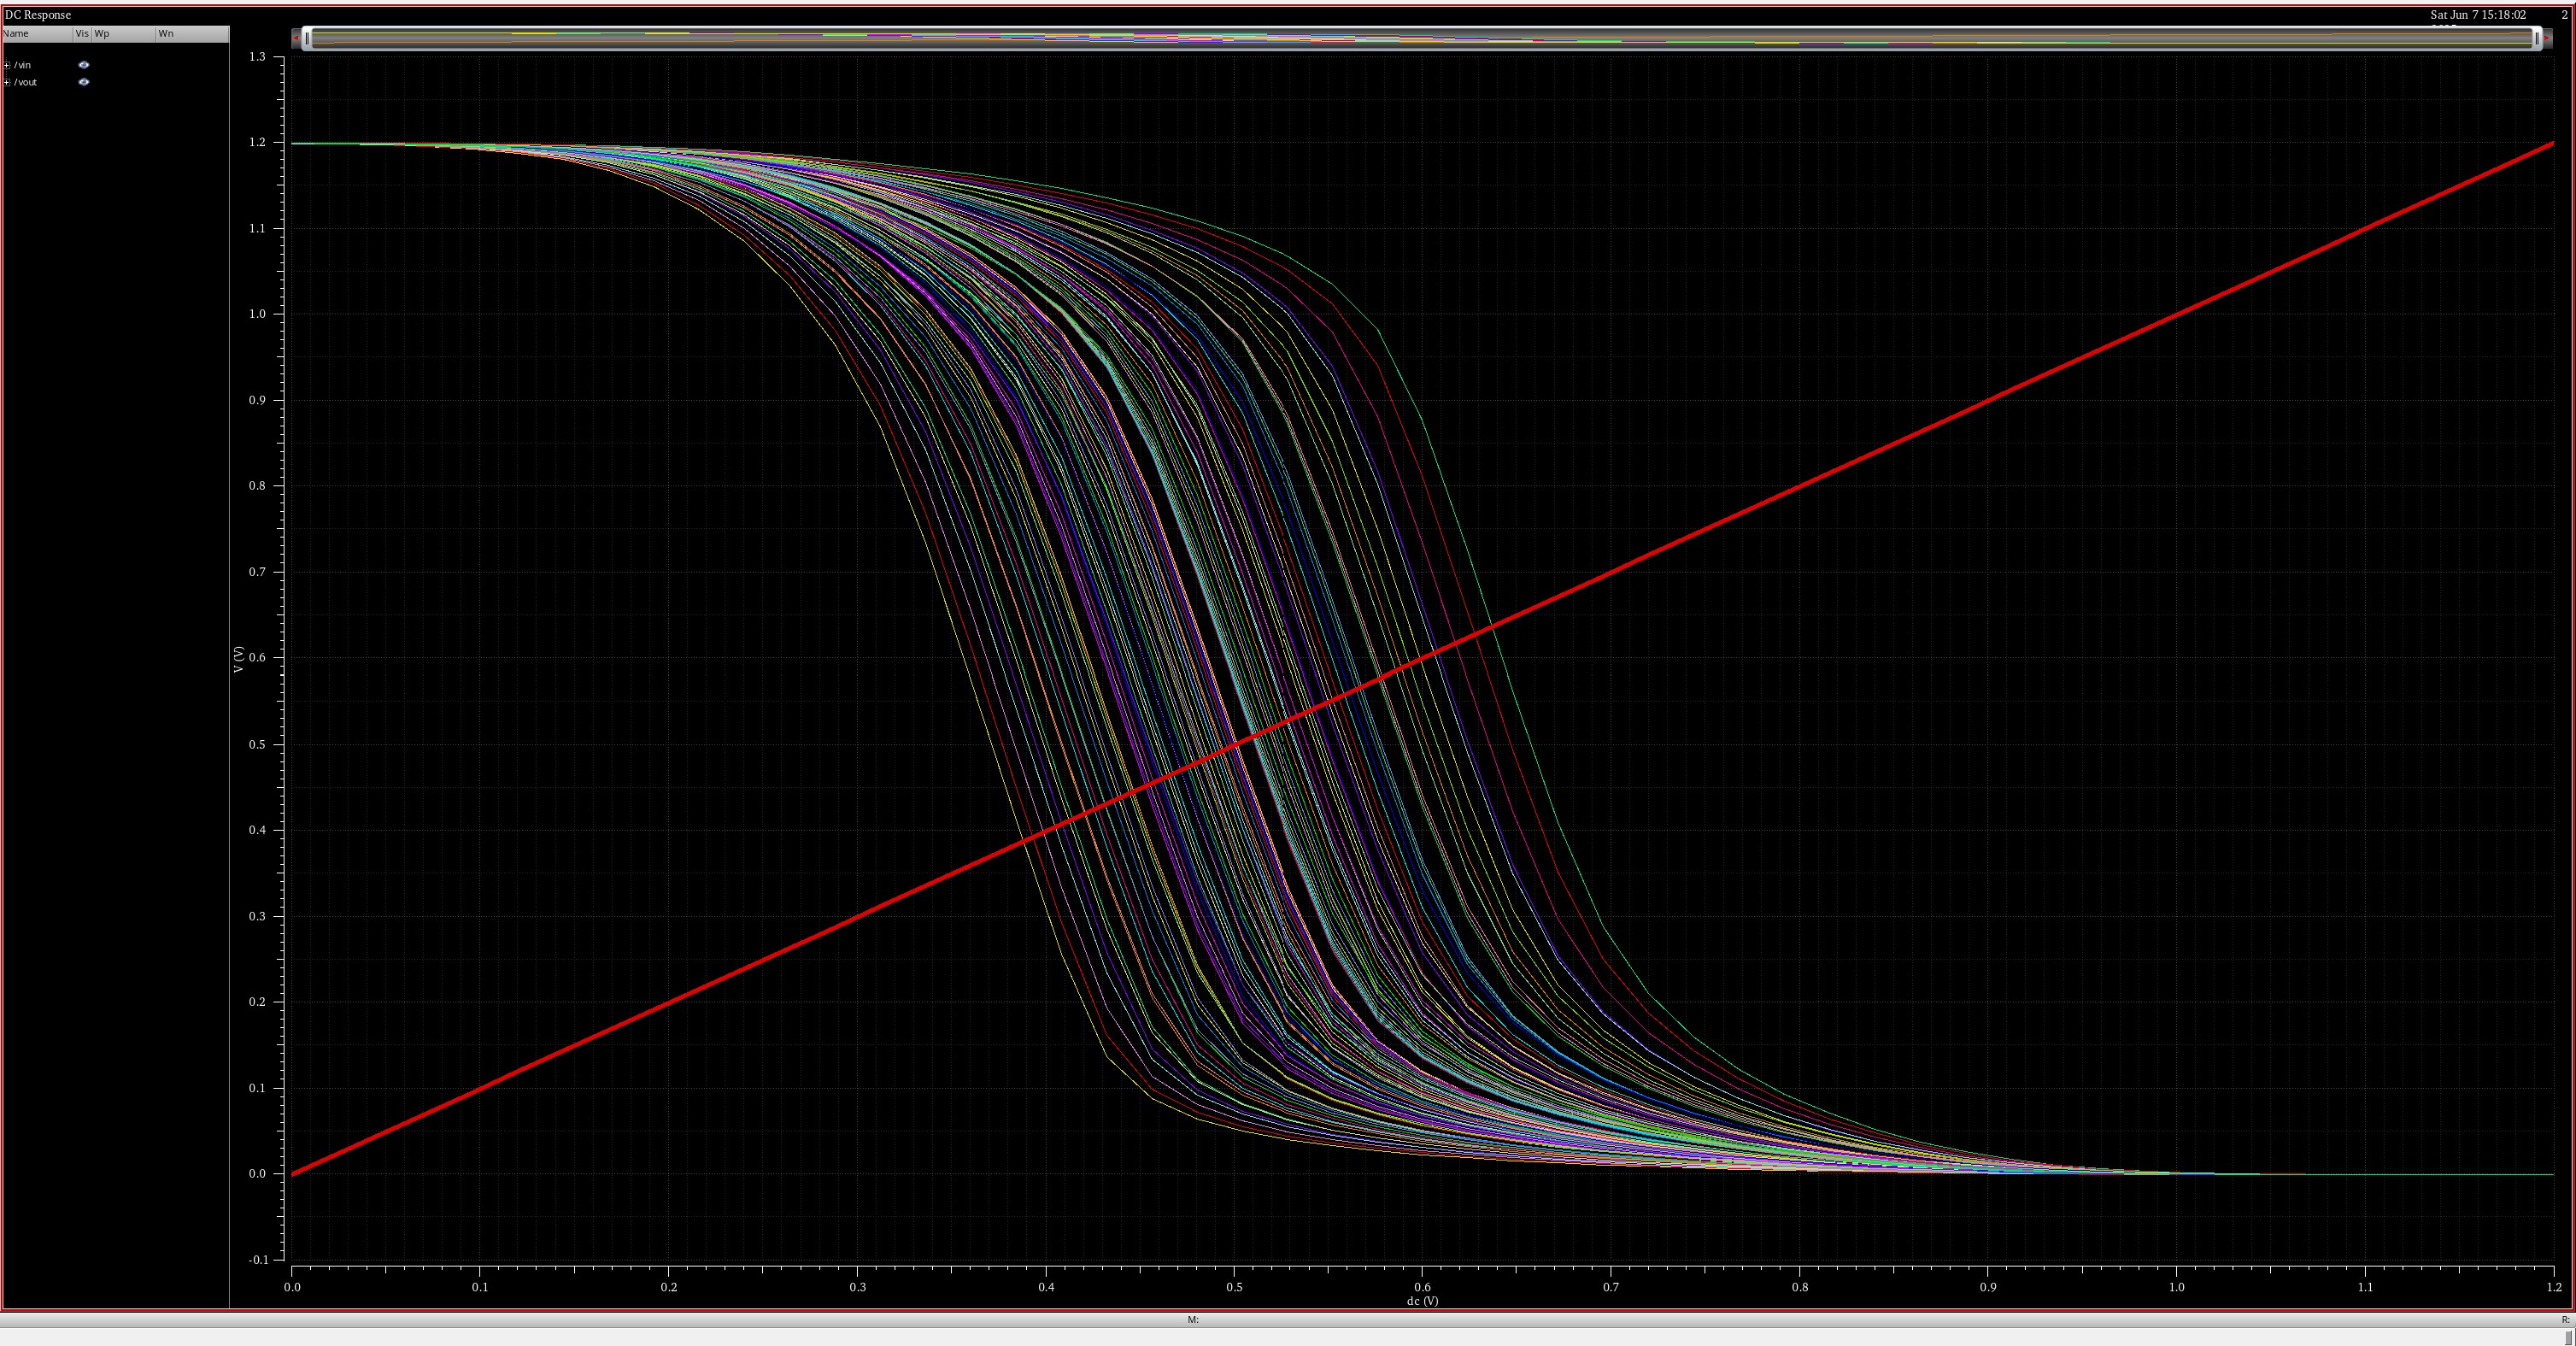 DC Response
Sat Jun 7 15:18:02
2
Name Vis Wp Wn
/vin
/vout
1.3
1.2
1.1
1.0
0.9
0.8
0.7
0.6
0.5
0.4
0.3
0.2
0.1
0.0
-0.1
V (V)
0.0 0.1 0.2 0.3 0.4 0.5 0.6 0.7 0.8 0.9 1.0 1.1 1.2
dc (V)
M:
R: